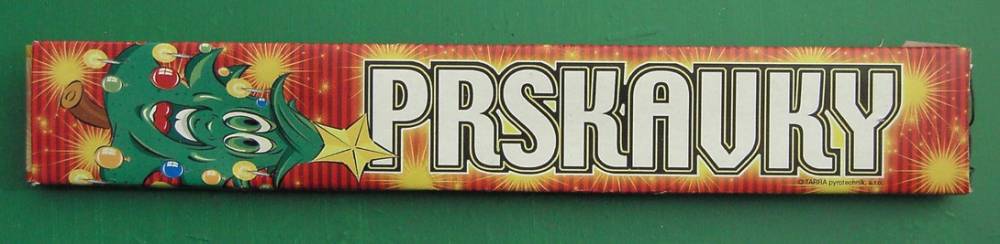 PRSKAVKY
©TARRA pyrotechnik, s.r.o.